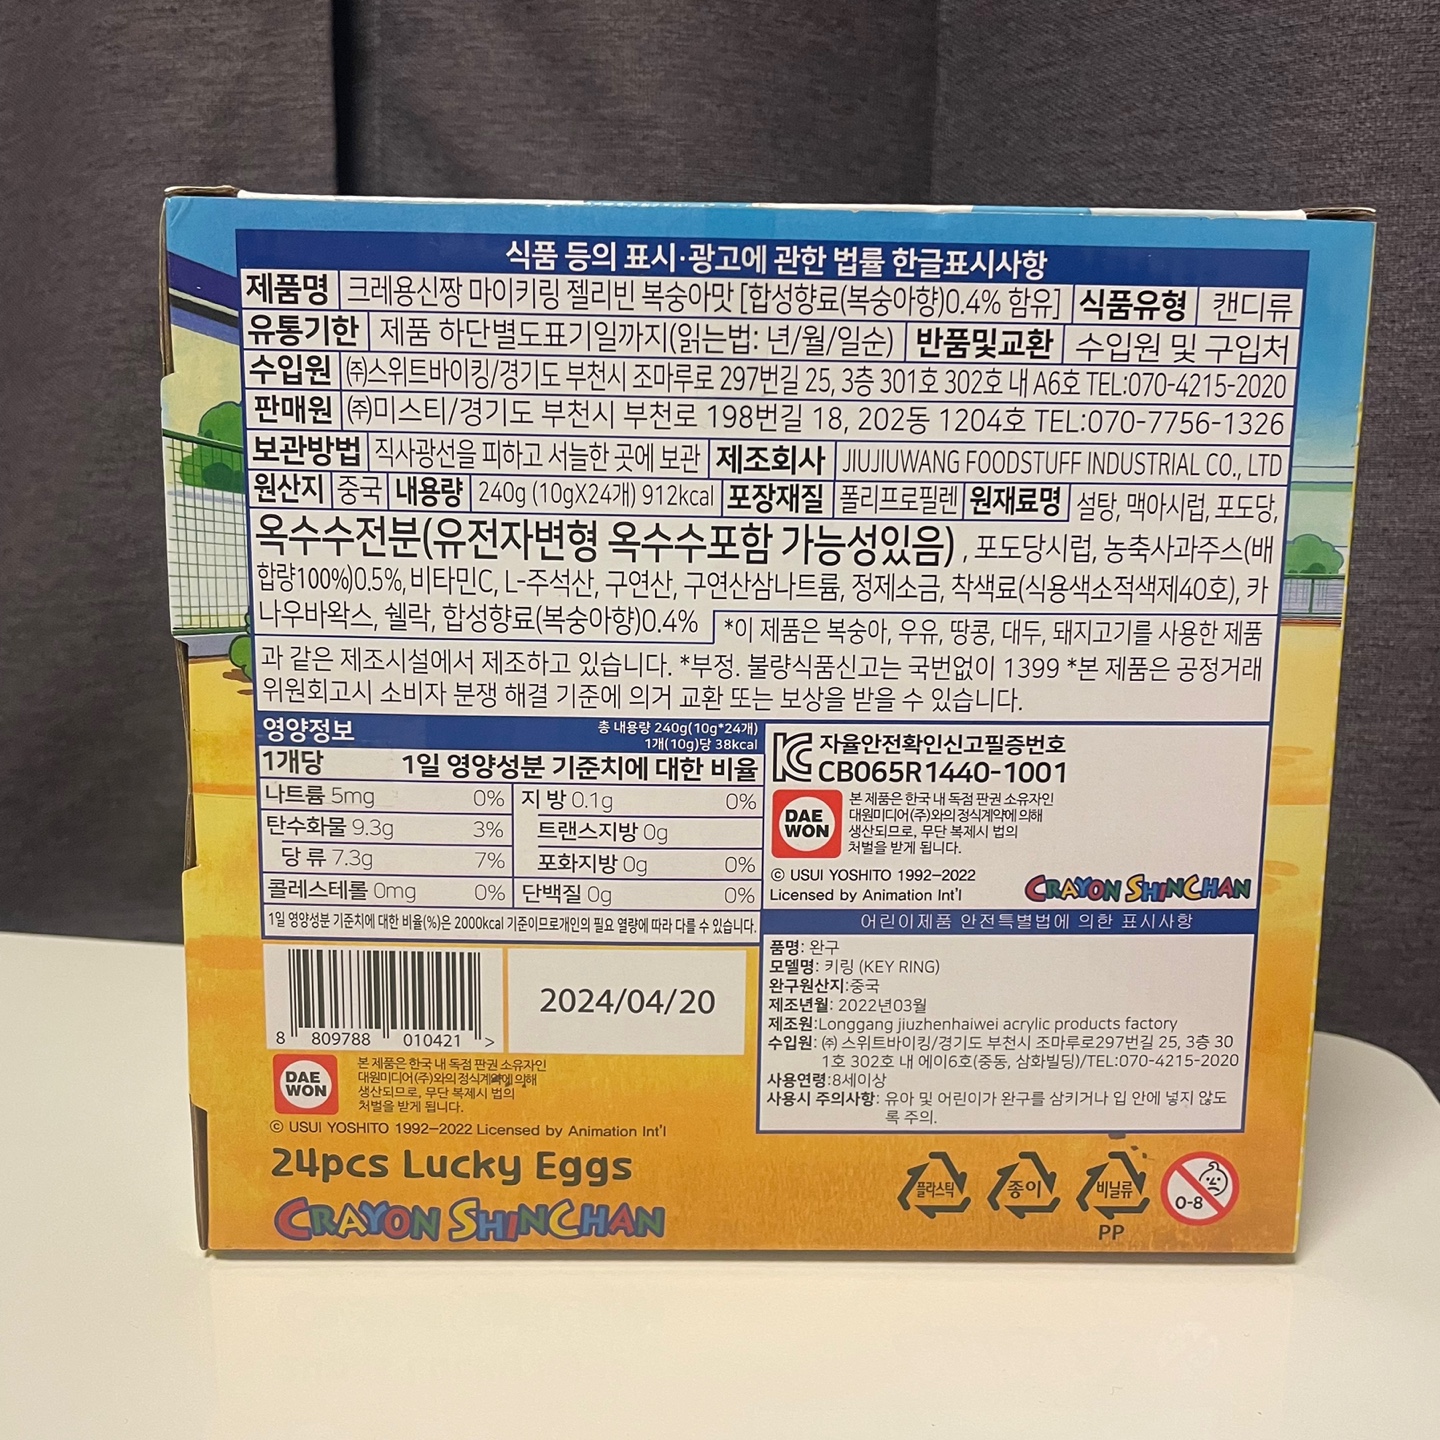 식품 등의 표시·광고에 관한 법률 한글표시사항
제품명 크레용신짱 마이키링 젤리빈 복숭아맛 [합성향료(복숭아향)0.4% 함유] 식품유형 캔디류
유통기한 제품 하단별도표기일까지(읽는법: 년/월/일순) 반품및교환 수입원 및 구입처
수입원 ㈜스위트바이킹/경기도 부천시 조마루로 297번길 25, 3층 301호 302호 내 A6호 TEL:070-4215-2020
판매원 ㈜미스티/경기도 부천시 부천로 198번길 18, 202동 1204호 TEL:070-7756-1326
보관방법 직사광선을 피하고 서늘한 곳에 보관 제조회사 JIUJIUWANG FOODSTUFF INDUSTRIAL CO., LTD
원산지 중국 내용량 240g (10gX24개) 912kcal 포장재질 폴리프로필렌 원재료명 설탕, 맥아시럽, 포도당,
옥수수전분(유전자변형 옥수수포함 가능성있음), 포도당시럽, 농축사과주스(배
합량100%)0.5%, 비타민C, L-주석산, 구연산, 구연산삼나트륨, 정제소금, 착색료(식용색소적색제40호), 카
나우바왁스, 쉘락, 합성향료(복숭아향)0.4% *이 제품은 복숭아, 우유, 땅콩, 대두, 돼지고기를 사용한 제품
과 같은 제조시설에서 제조하고 있습니다. *부정. 불량식품신고는 국번없이 1399 *본 제품은 공정거래
위원회고시 소비자 분쟁 해결 기준에 의거 교환 또는 보상을 받을 수 있습니다.
영양정보 총 내용량 240g(10g*24개)
1개(10g)당 38kcal
1개당 1일 영양성분 기준치에 대한 비율
나트륨 5mg 0% 지 방 0.1g 0%
탄수화물 9.3g 3% 트랜스지방 0g
당 류 7.3g 7% 포화지방 0g 0%
콜레스테롤 0mg 0% 단백질 0g 0%
1일 영양성분 기준치에 대한 비율(%)은 2000kcal 기준이므로개인의 필요 열량에 따라 다를 수 있습니다.
자율안전확인신고필증번호
CB065R1440-1001
DAE
WON
본 제품은 한국 내 독점 판권 소유자인
대원미디어(주)와의 정식계약에 의해
생산되므로, 무단 복제시 법의
처벌을 받게 됩니다.
© USUI YOSHITO 1992-2022
Licensed by Animation Int'l
CRAYON SHINCHAN
어린이제품 안전특별법에 의한 표시사항
품명: 완구
모델명: 키링 (KEY RING)
완구원산지:중국
제조년월: 2022년03월
제조원:Longgang jiuzhenhaiwei acrylic products factory
수입원: ㈜ 스위트바이킹/경기도 부천시 조마루로297번길 25, 3층 30
1호 302호 내 에이6호(중동, 삼화빌딩)/TEL:070-4215-2020
사용연령:8세이상
사용시 주의사항: 유아 및 어린이가 완구를 삼키거나 입 안에 넣지 않도
록 주의.
8 809788 010421 >
2024/04/20
DAE
WON
본 제품은 한국 내 독점 판권 소유자인
대원미디어(주)와의 정식계약에 의해
생산되므로, 무단 복제시 법의
처벌을 받게 됩니다.
© USUI YOSHITO 1992-2022 Licensed by Animation Int'l
24pcs Lucky Eggs
CRAYON SHINCHAN
플라스틱
종이
비닐류
PP
0-8